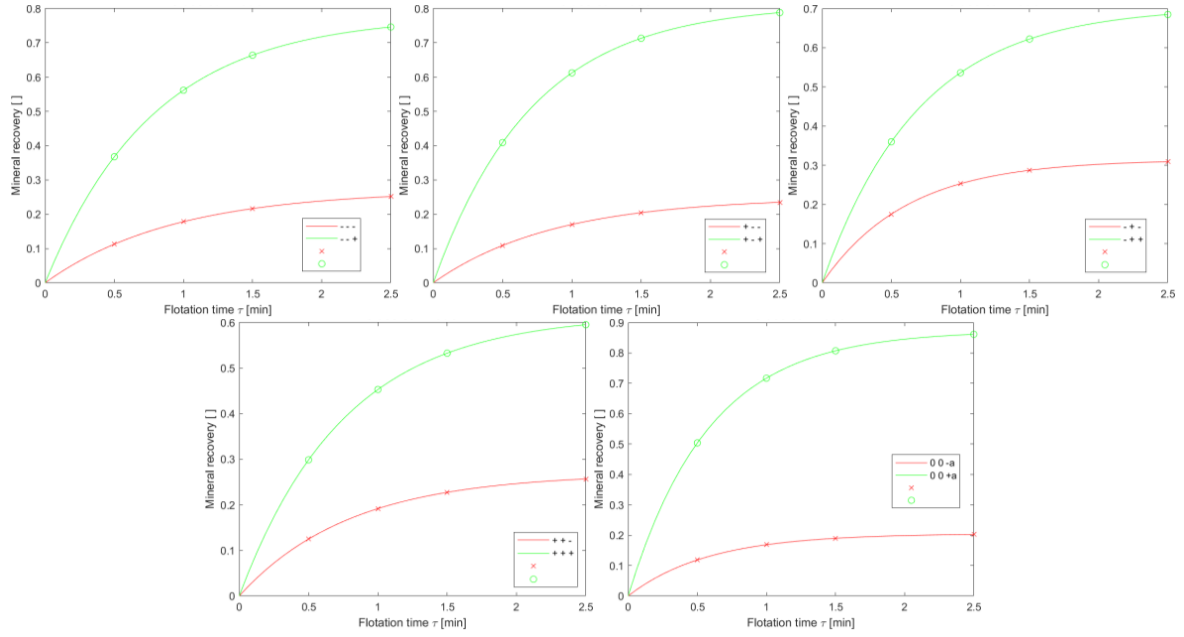 0.8
0.7
0.6
0.5
0.4
0.3
0.2
0.1
0
Mineral recovery [ ]
0 0.5 1 1.5 2 2.5
Flotation time τ [min]
- - -
- - +
0.8
0.7
0.6
0.5
0.4
0.3
0.2
0.1
0
Mineral recovery [ ]
0 0.5 1 1.5 2 2.5
Flotation time τ [min]
+ - -
+ - +
0.8
0.7
0.6
0.5
0.4
0.3
0.2
0.1
0
Mineral recovery [ ]
0 0.5 1 1.5 2 2.5
Flotation time τ [min]
- + -
- + +
0.6
0.5
0.4
0.3
0.2
0.1
0
Mineral recovery [ ]
0 0.5 1 1.5 2 2.5
Flotation time τ [min]
+ + -
+ + +
0.9
0.8
0.7
0.6
0.5
0.4
0.3
0.2
0.1
0
Mineral recovery [ ]
0 0.5 1 1.5 2 2.5
Flotation time τ [min]
0 0 -a
0 0 +a